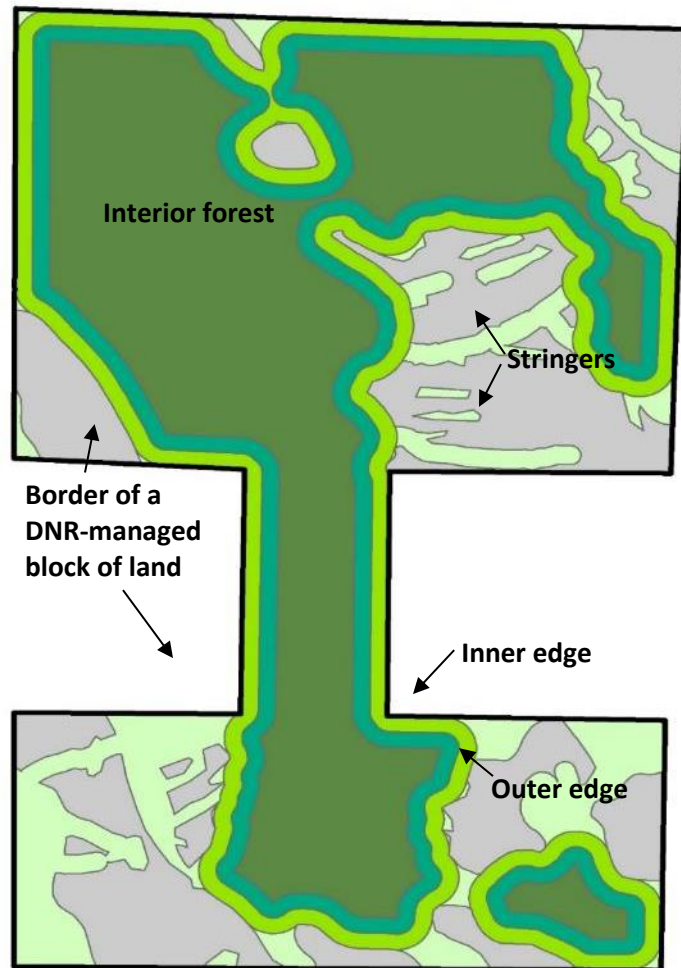 Interior forest
Stringers
Border of a
DNR-managed
block of land
Inner edge
Outer edge